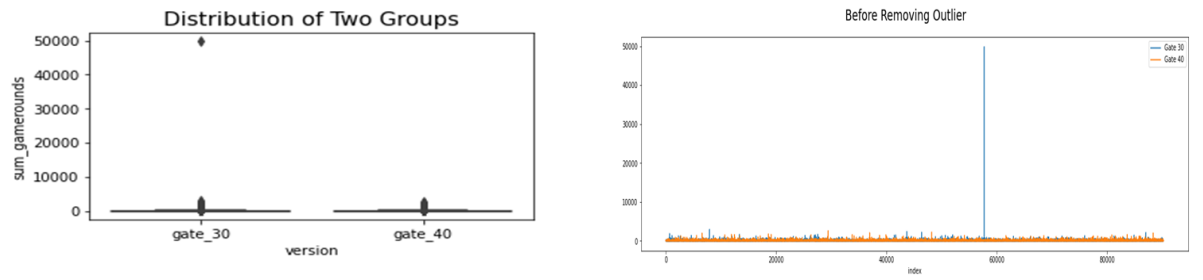 Distribution of Two Groups
50000
40000
30000
20000
10000
0
sum_gamerounds
gate_30
gate_40
version
Before Removing Outlier
50000
40000
30000
20000
10000
0
Gate 30
Gate 40
0
20000
40000
60000
80000
index